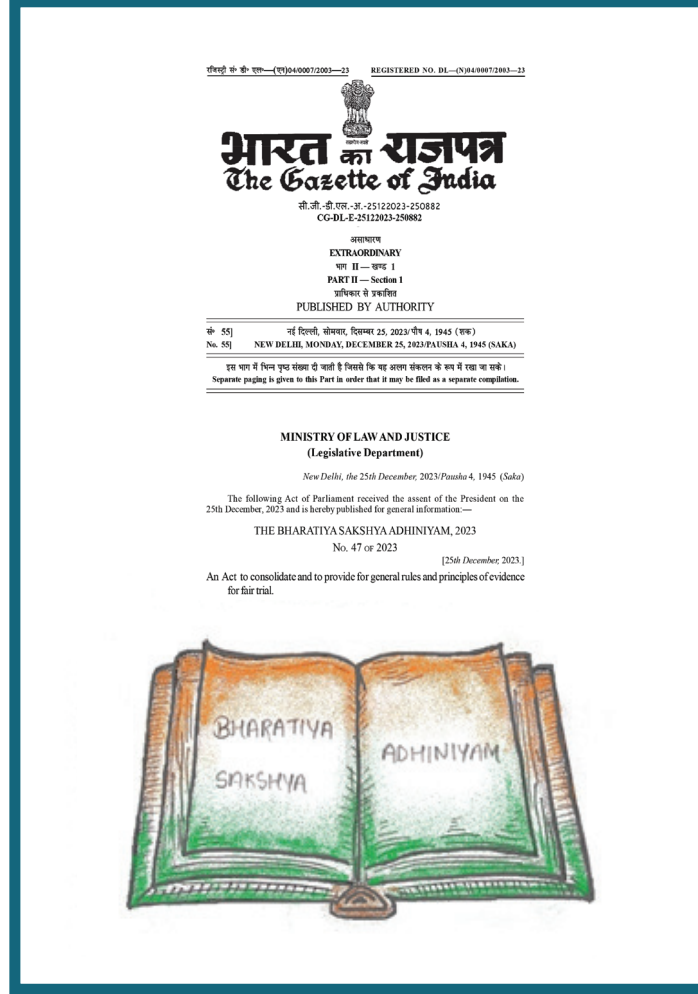 रजिस्ट्री सं॰ डी॰ एल॰—(एन)04/0007/2003—23 REGISTERED NO. DL—(N)04/0007/2003—23
सत्यमेव जयते
भारत का राजपत्र
The Gazette of India
सी.जी.-डी.एल.-अ.-25122023-250882
CG-DL-E-25122023-250882
असाधारण
EXTRAORDINARY
भाग II — खण्ड 1
PART II — Section 1
प्राधिकार से प्रकाशित
PUBLISHED BY AUTHORITY
सं॰ 55] नई दिल्ली, सोमवार, दिसम्बर 25, 2023/पौष 4, 1945 (शक)
No. 55] NEW DELHI, MONDAY, DECEMBER 25, 2023/PAUSHA 4, 1945 (SAKA)
इस भाग में भिन्न पृष्ठ संख्या दी जाती है जिससे कि यह अलग संकलन के रूप में रखा जा सके।
Separate paging is given to this Part in order that it may be filed as a separate compilation.
MINISTRY OF LAW AND JUSTICE
(Legislative Department)
New Delhi, the 25th December, 2023/Pausha 4, 1945 (Saka)
The following Act of Parliament received the assent of the President on the
25th December, 2023 and is hereby published for general information:—
THE BHARATIYA SAKSHYA ADHINIYAM, 2023
No. 47 OF 2023
[25th December, 2023.]
An Act to consolidate and to provide for general rules and principles of evidence
for fair trial.
BHARATIYA
SAKSHYA
ADHINIYAM